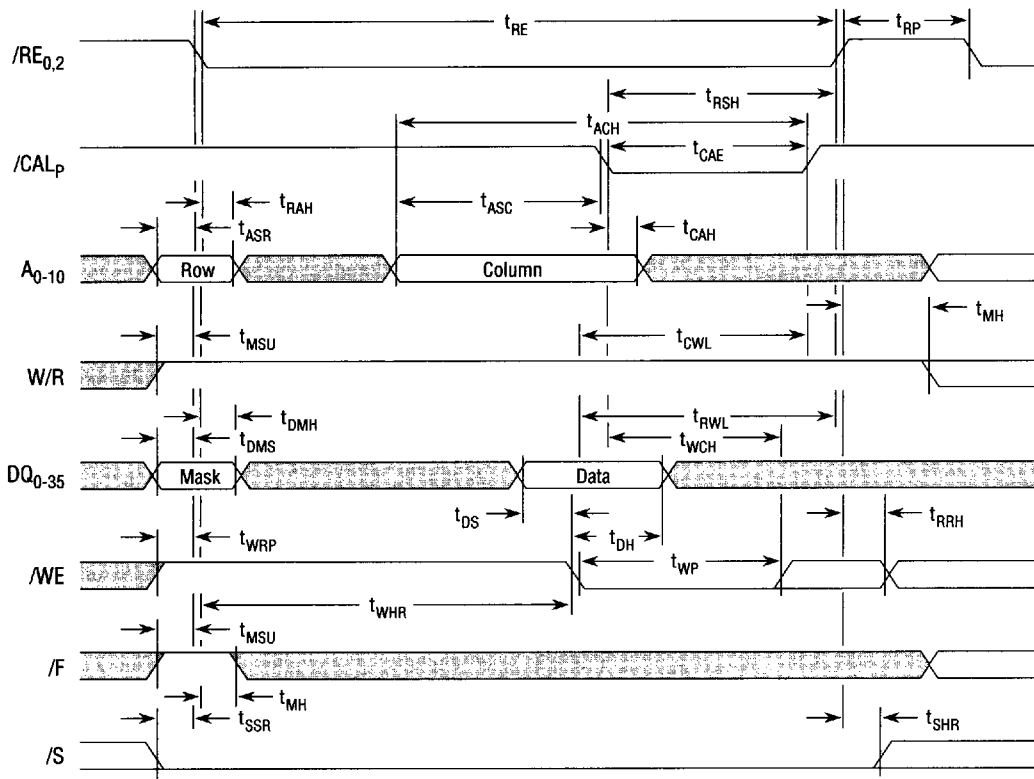 tRE
tRP
/RE0,2
tRSH
tACH
/CALP
tCAE
tRAH
tASC
tASR
tCAH
A0-10
Row
Column
tMH
tMSU
tCWL
W/R
tDMH
tRWL
tDMS
tWCH
DQ0-35
Mask
Data
tDS
tRRH
tWRP
tDH
/WE
tWP
tWHR
tMSU
/F
tMH
tSSR
tSHR
/S